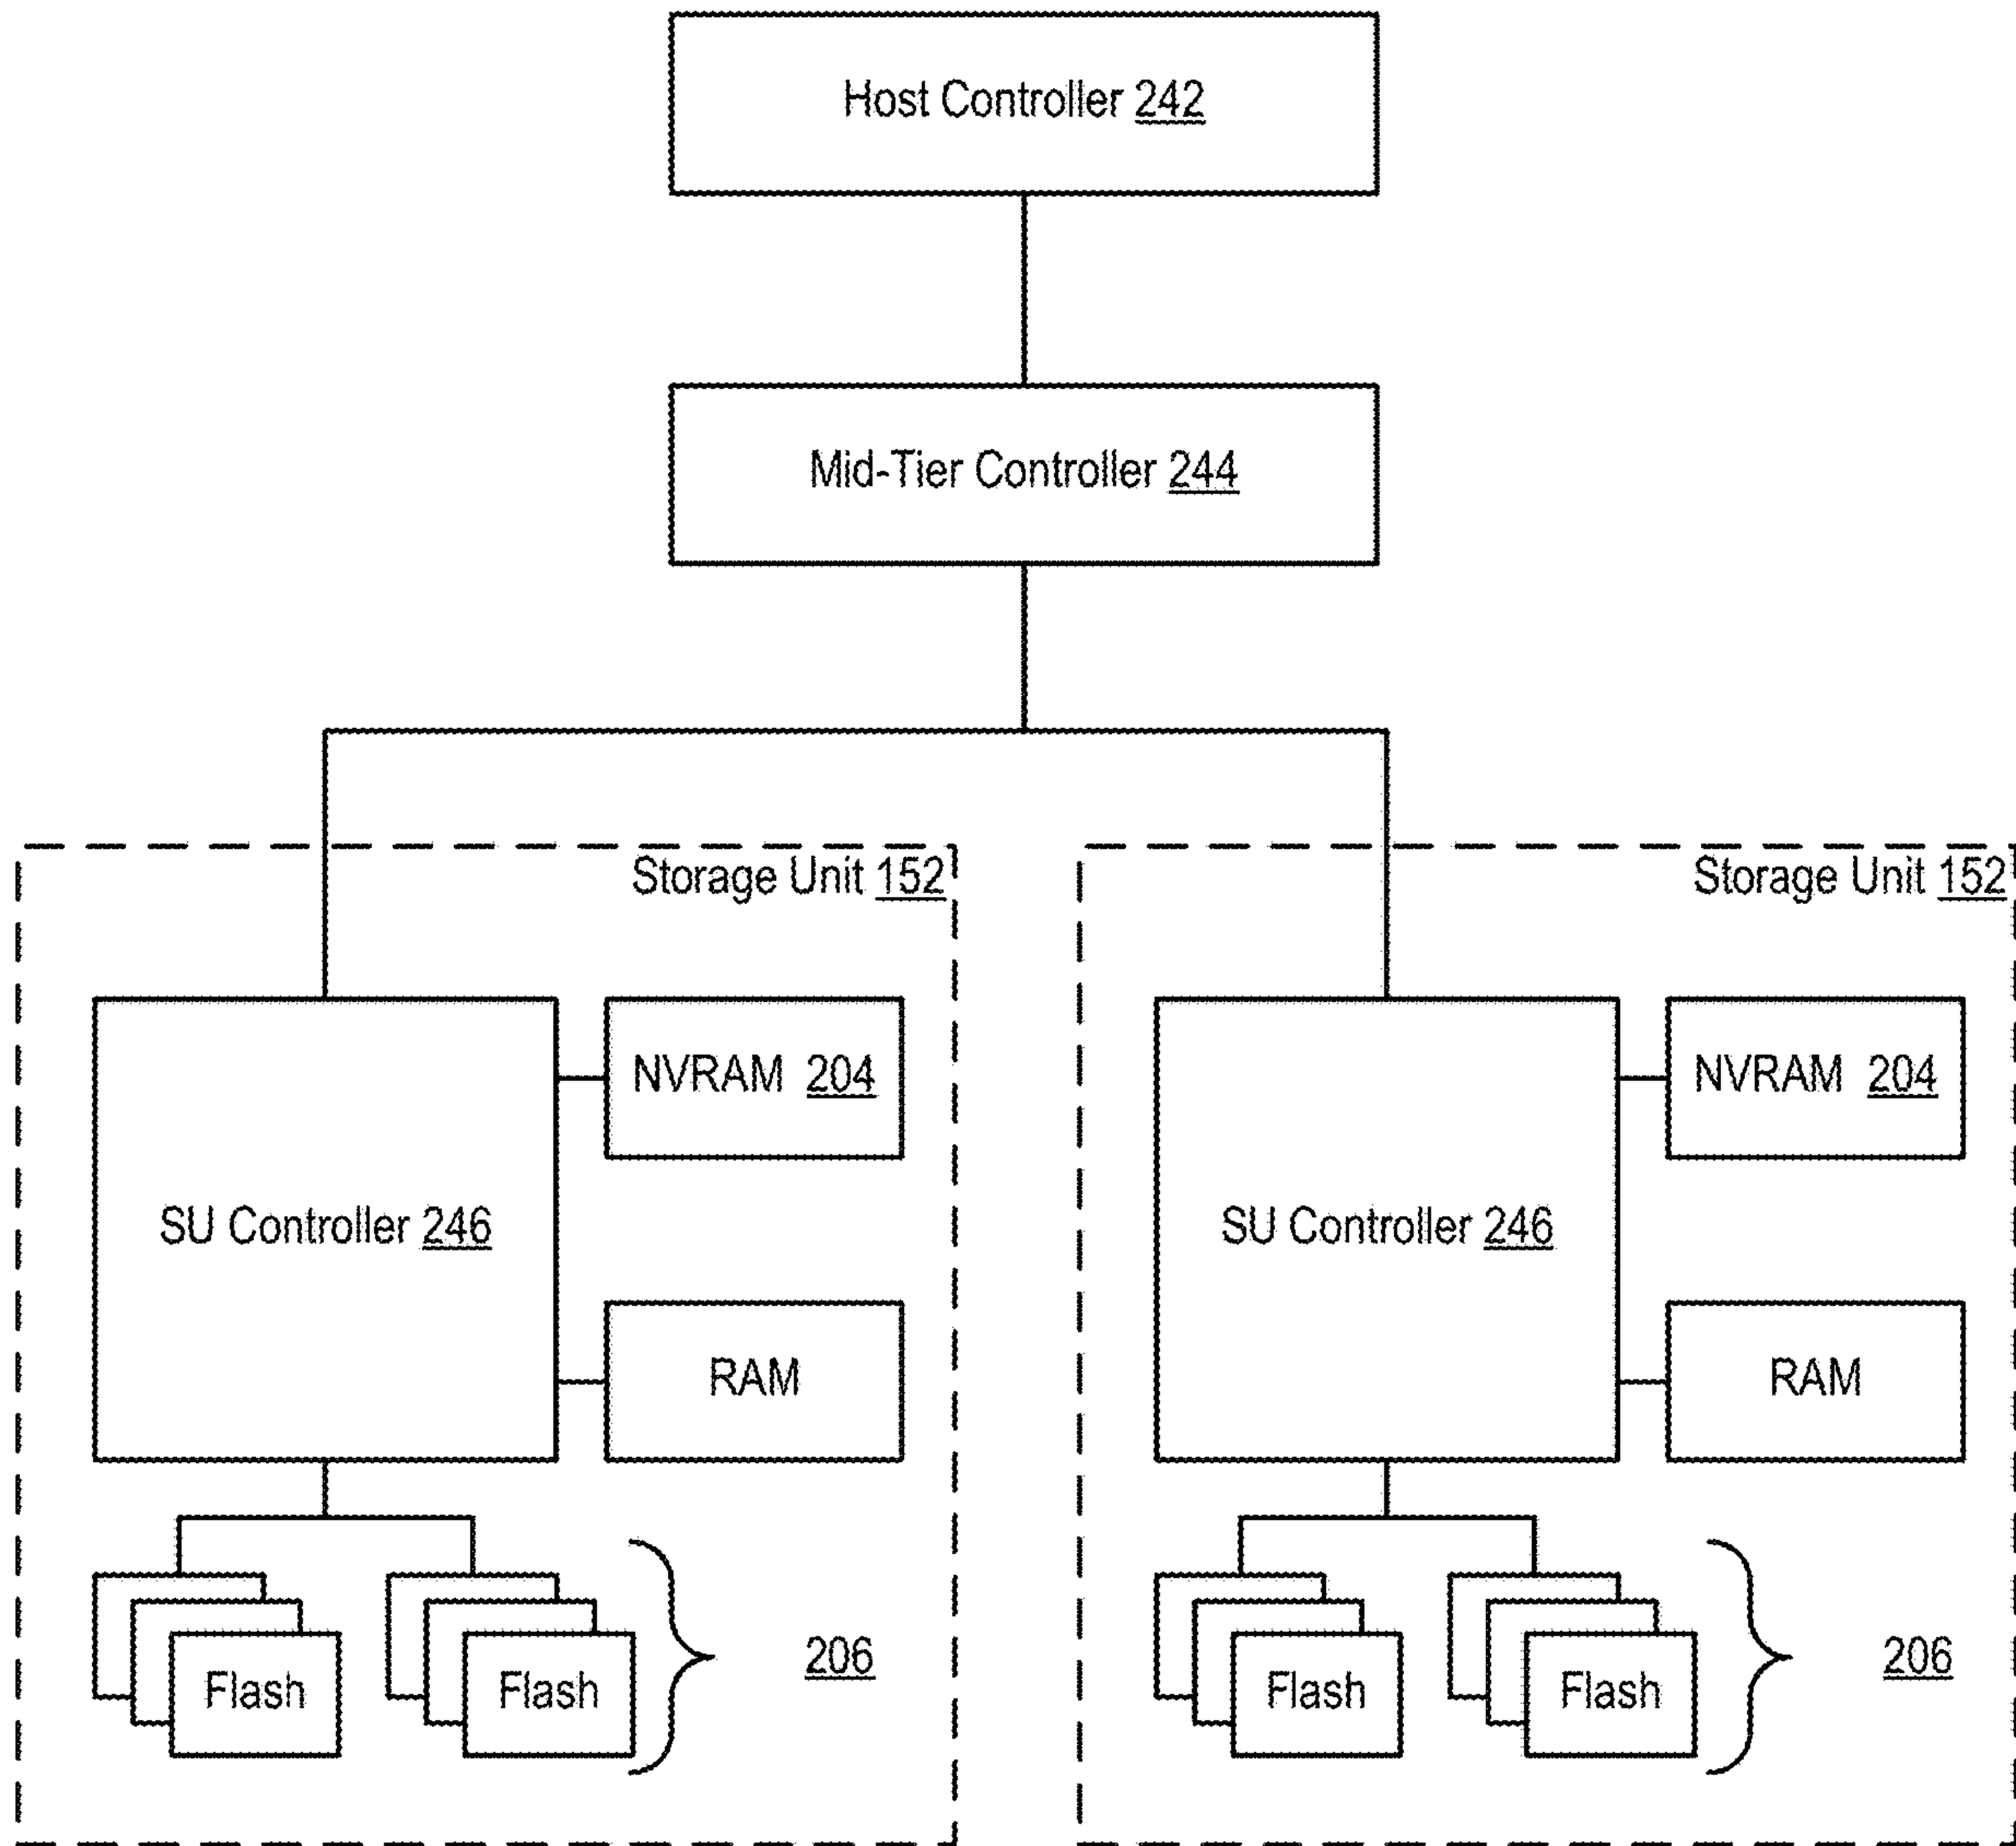 Host Controller 242
Mid-Tier Controller 244
Storage Unit 152
SU Controller 246
NVRAM 204
RAM
Flash
Flash
206
Storage Unit 152
SU Controller 246
NVRAM 204
RAM
Flash
Flash
206